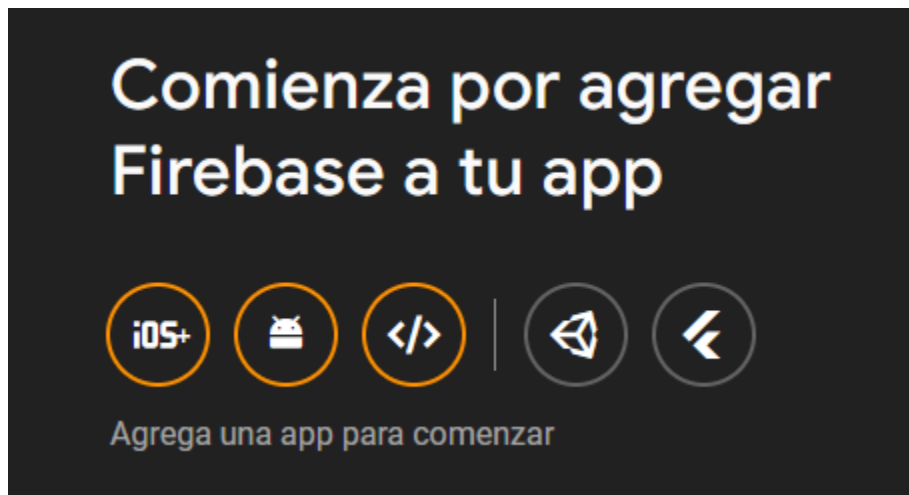 Comienza por agregar
Firebase a tu app
iOS+
</>
Agrega una app para comenzar